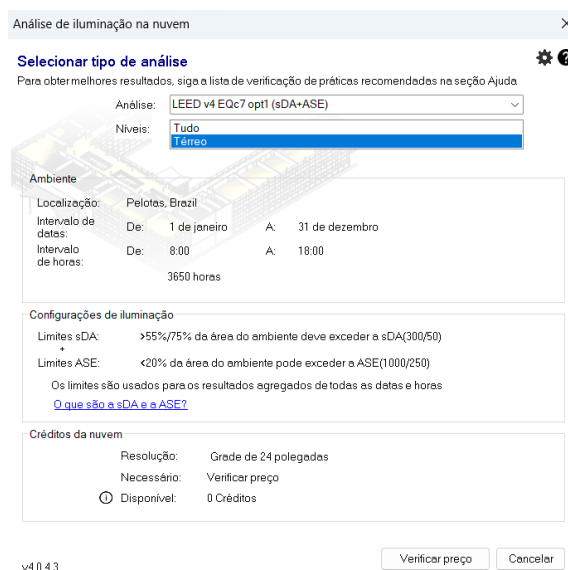 Análise de iluminação na nuvem
Selecionar tipo de análise
Para obter melhores resultados, siga a lista de verificação de práticas recomendadas na seção Ajuda
Análise: LEED v4 EQc7 opt1 (sDA+ASE)
Níveis: Tudo
Térreo
Ambiente
Localização: Pelotas, Brazil
Intervalo de datas: De: 1 de janeiro A: 31 de dezembro
Intervalo de horas: De: 8:00 A: 18:00
3650 horas
Configurações de iluminação
Limites sDA: >55%/75% da área do ambiente deve exceder a sDA(300/50)
+
Limites ASE: <20% da área do ambiente pode exceder a ASE(1000/250)
Os limites são usados para os resultados agregados de todas as datas e horas
O que são a sDA e a ASE?
Créditos da nuvem
Resolução: Grade de 24 polegadas
Necessário: Verificar preço
Disponível: 0 Créditos
v4.0.4.3
Verificar preço Cancelar